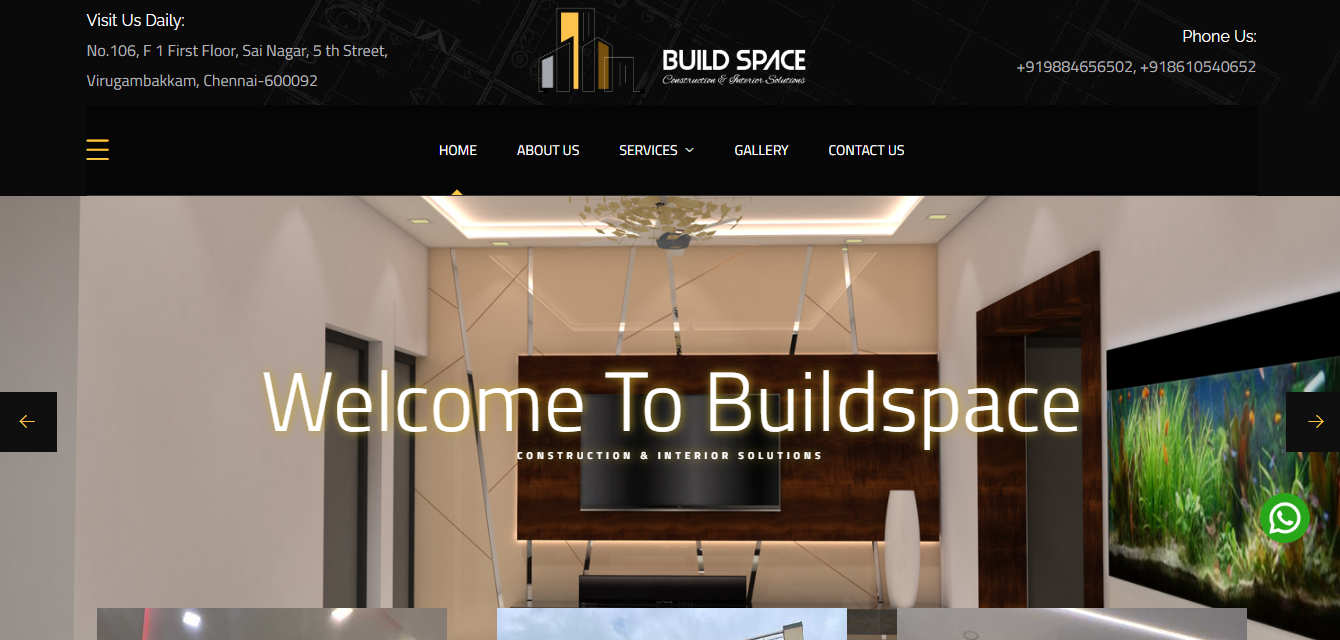 Visit Us Daily:
No.106, F 1 First Floor, Sai Nagar, 5 th Street,
Virugambakkam, Chennai-600092
BUILD SPACE
Construction & Interior Solutions
Phone Us:
+919884656502, +918610540652
HOME ABOUT US SERVICES GALLERY CONTACT US
Welcome To Buildspace
CONSTRUCTION & INTERIOR SOLUTIONS